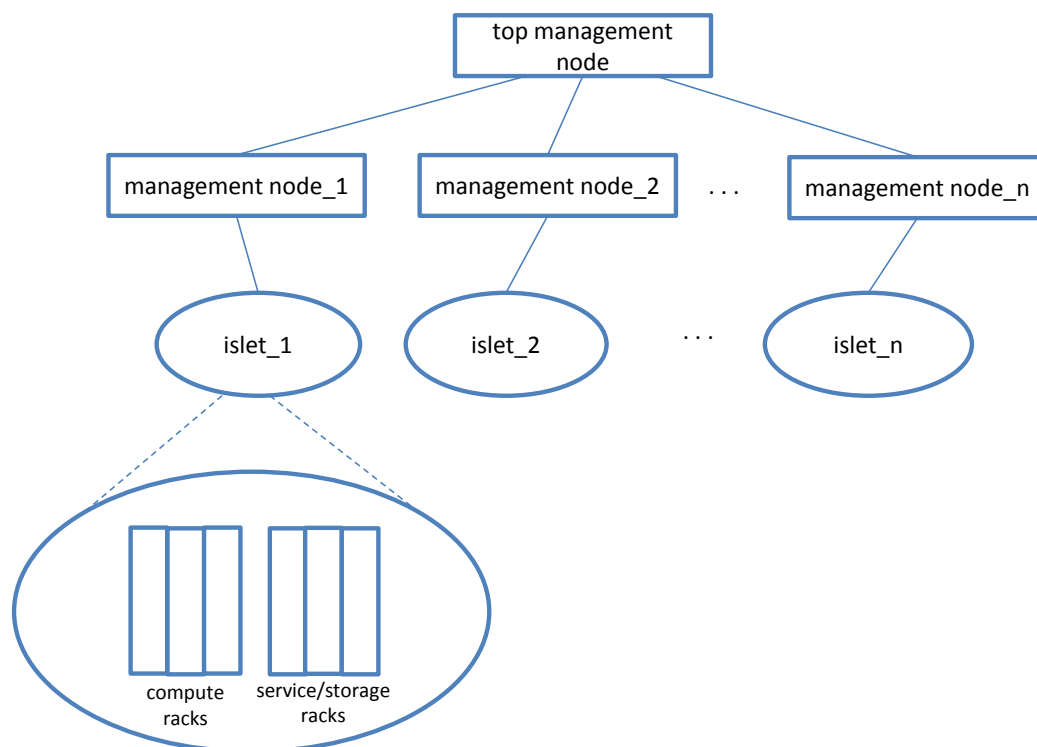 top management
node
management node_1
management node_2
. . .
management node_n
islet_1
islet_2
. . .
islet_n
compute
racks
service/storage
racks